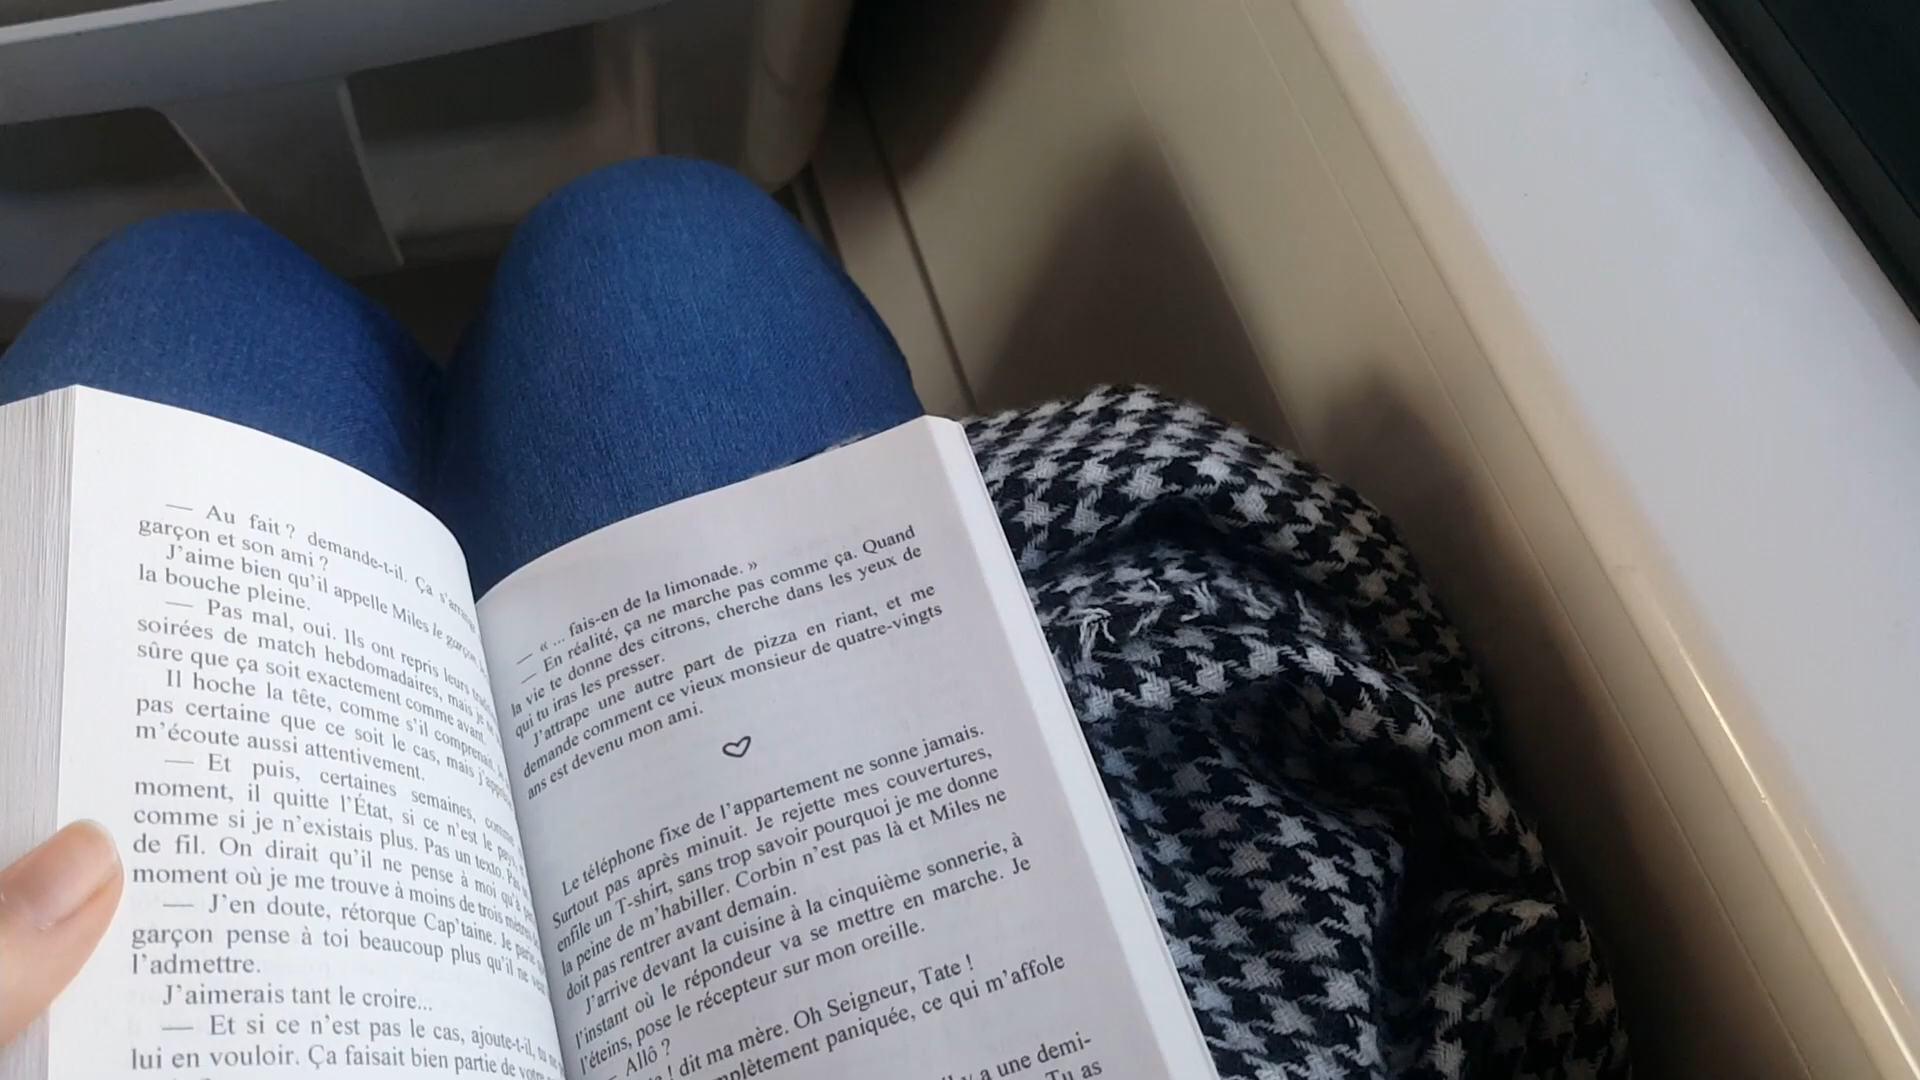 — Au fait ? demande-t-il. Ça s'arrange
garçon et son ami ?
J'aime bien qu'il appelle Miles le garçon,
la bouche pleine.
— Pas mal, oui. Ils ont repris leurs
soirées de match hebdomadaires, mais je
sûre que ça soit exactement comme avant.
Il hoche la tête, comme s'il comprenait.
pas certaine que ce soit le cas, mais
m'écoute aussi attentivement.
— Et puis, certaines semaines, comme
moment, il quitte l'État, si ce n'est le pays,
comme si je n'existais plus. Pas un texto. Pas
de fil. On dirait qu'il ne pense à moi qu'à
moment où je me trouve à moins de trois mètres
— J'en doute, rétorque Cap'taine. Je
garçon pense à toi beaucoup plus qu'il ne
l'admettre.
J'aimerais tant le croire...
— Et si ce n'est pas le cas, ajoute-t-il, tu
lui en vouloir. Ça faisait bien partie de
— « ... fais-en de la limonade. »
— En réalité, ça ne marche pas comme ça. Quand
la vie te donne des citrons, cherche dans les yeux de
qui tu iras les presser.
J'attrape une autre part de pizza en riant, et me
demande comment ce vieux monsieur de quatre-vingts
ans est devenu mon ami.
Le téléphone fixe de l'appartement ne sonne jamais.
Surtout pas après minuit. Je rejette mes couvertures,
enfile un T-shirt, sans trop savoir pourquoi je me donne
la peine de m'habiller. Corbin n'est pas là et Miles ne
doit pas rentrer avant demain.
J'arrive devant la cuisine à la cinquième sonnerie, à
l'instant où le répondeur va se mettre en marche. Je
l'éteins, pose le récepteur sur mon oreille.
— Allô ?
! dit ma mère. Oh Seigneur, Tate !
complètement paniquée, ce qui m'affole
il y a une demi-
Tu as